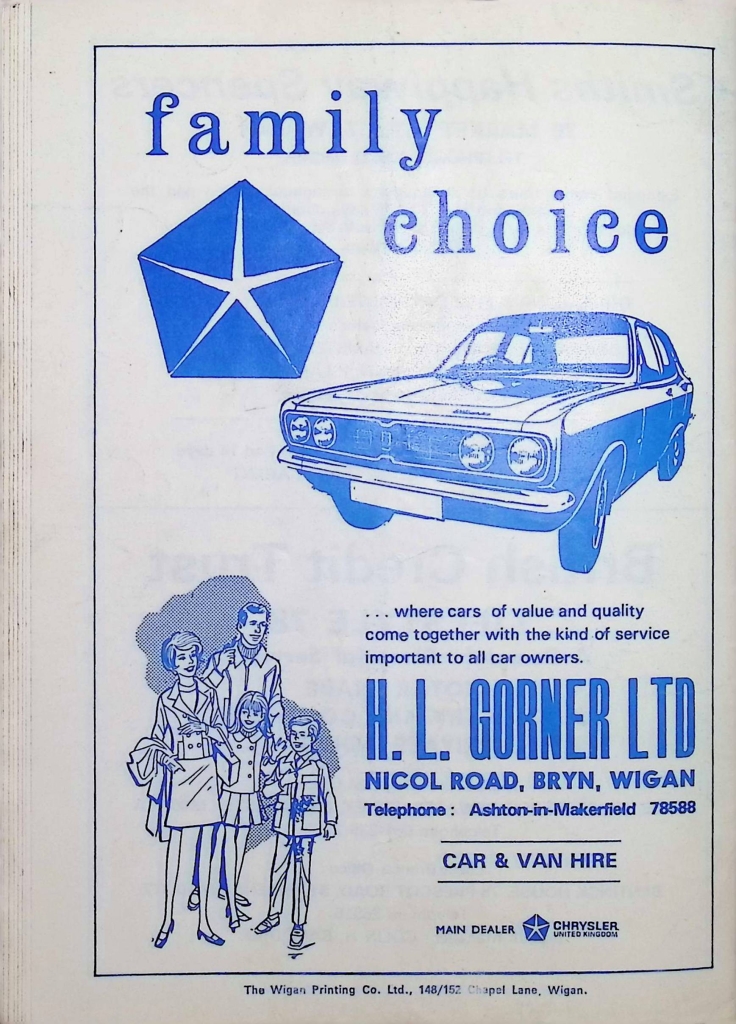 family
choice
... where cars of value and quality
come together with the kind of service
important to all car owners.
H. L. GORNER LTD
NICOL ROAD, BRYN, WIGAN
Telephone : Ashton-in-Makerfield 78588
CAR & VAN HIRE
MAIN DEALER CHRYSLER
UNITED KINGDOM
The Wigan Printing Co. Ltd., 148/152 Chapel Lane, Wigan.